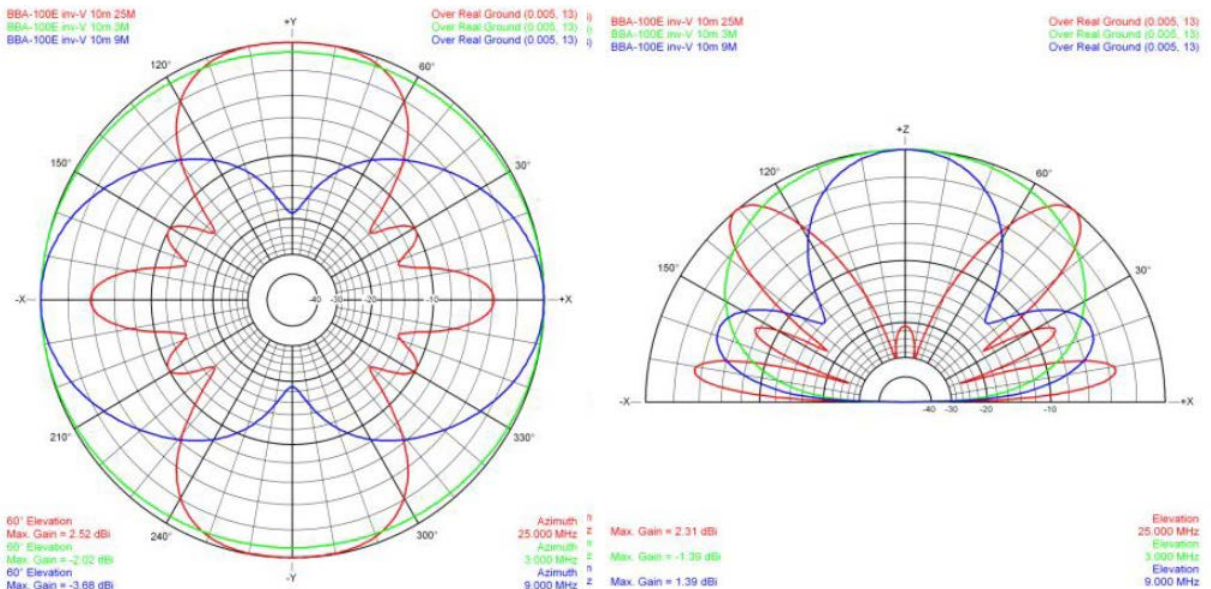 BBA-100E inv-V 10m 25M
BBA-100E inv-V 10m 3M
BBA-100E inv-V 10m 9M
Over Real Ground (0.005, 13)
Over Real Ground (0.005, 13)
Over Real Ground (0.005, 13)
+Y
120°
60°
150°
30°
-X
-40
-30
-20
-10
+X
210°
330°
240°
300°
-Y
60° Elevation
Max. Gain = 2.52 dBi
60° Elevation
Max. Gain = -2.02 dBi
60° Elevation
Max. Gain = -3.68 dBi
Azimuth
25.000 MHz
Azimuth
3.000 MHz
Azimuth
9.000 MHz
BBA-100E inv-V 10m 25M
BBA-100E inv-V 10m 3M
BBA-100E inv-V 10m 9M
Over Real Ground (0.005, 13)
Over Real Ground (0.005, 13)
Over Real Ground (0.005, 13)
+Z
120°
60°
150°
30°
-X
-40
-30
-20
-10
+X
Max. Gain = 2.31 dBi
Max. Gain = -1.39 dBi
Max. Gain = 1.39 dBi
Elevation
25.000 MHz
Elevation
3.000 MHz
Elevation
9.000 MHz